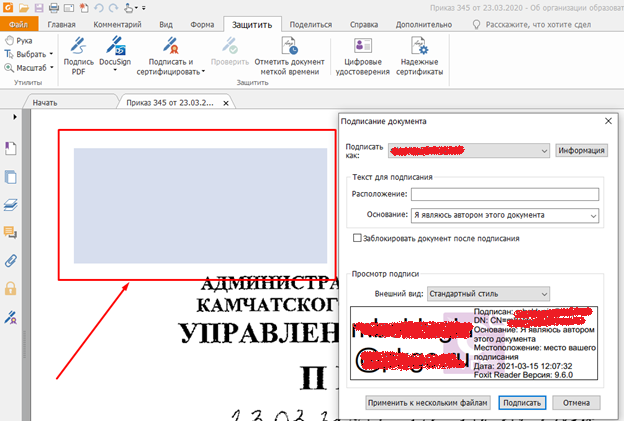 Приказ 345 от 23.03.2020 - Об организации образоват
Файл Главная Комментарий Вид Форма Защитить Поделиться Справка Дополнительно Расскажите, что хотите сдел
Рука
Выбрать
Масштаб
Подпись PDF
DocuSign
Подписать и сертифицировать
Проверить
Отметить документ меткой времени
Цифровые удостоверения
Надежные сертификаты
Утилиты Защитить
Начать Приказ 345 от 23.03.2...
АДМИНИСТРА
КАМЧАТСКОГ
УПРАВЛЕН
П
23.03.
Подписание документа
Подписать как:
Информация
Текст для подписания
Расположение:
Основание: Я являюсь автором этого документа
Заблокировать документ после подписания
Просмотр подписи
Внешний вид: Стандартный стиль
Подписан:
DN: CN=
Основание: Я являюсь автором
этого документа
Местоположение: место вашего
подписания
Дата: 2021-03-15 12:07:32
Foxit Reader Версия: 9.6.0
Применить к нескольким файлам Подписать Отмена